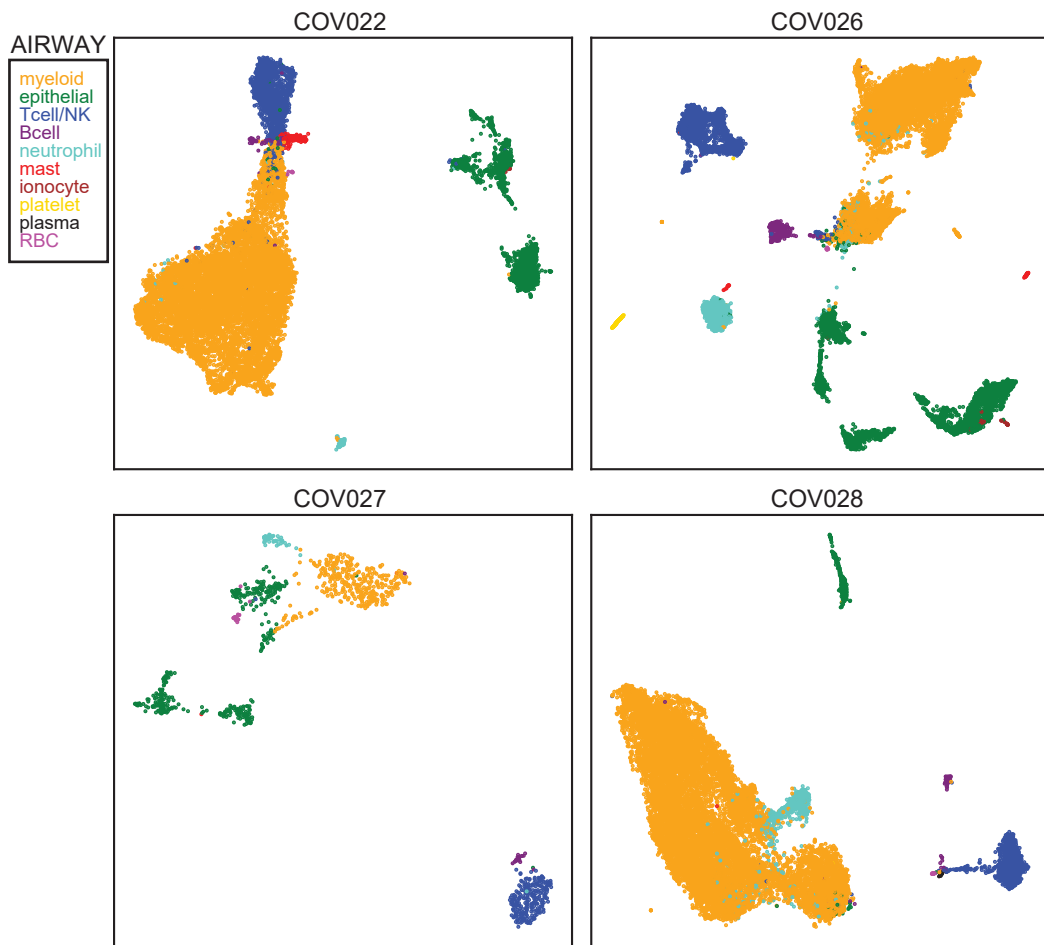 COV022
COV026
AIRWAY
myeloid
epithelial
Tcell/NK
Bcell
neutrophil
mast
ionocyte
platelet
plasma
RBC
COV027
COV028